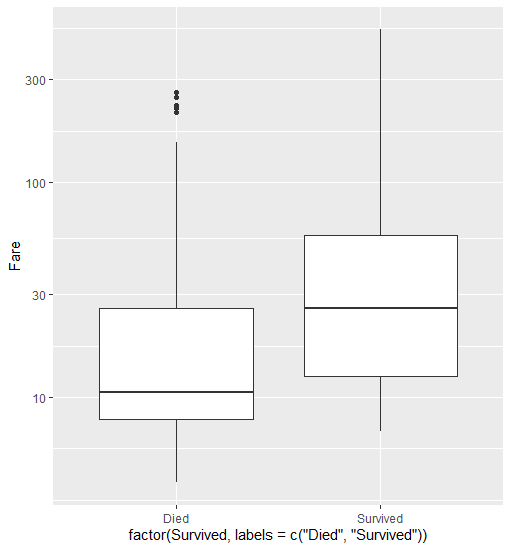 Fare
300
100
30
10
Died Survived
factor(Survived, labels = c("Died", "Survived"))